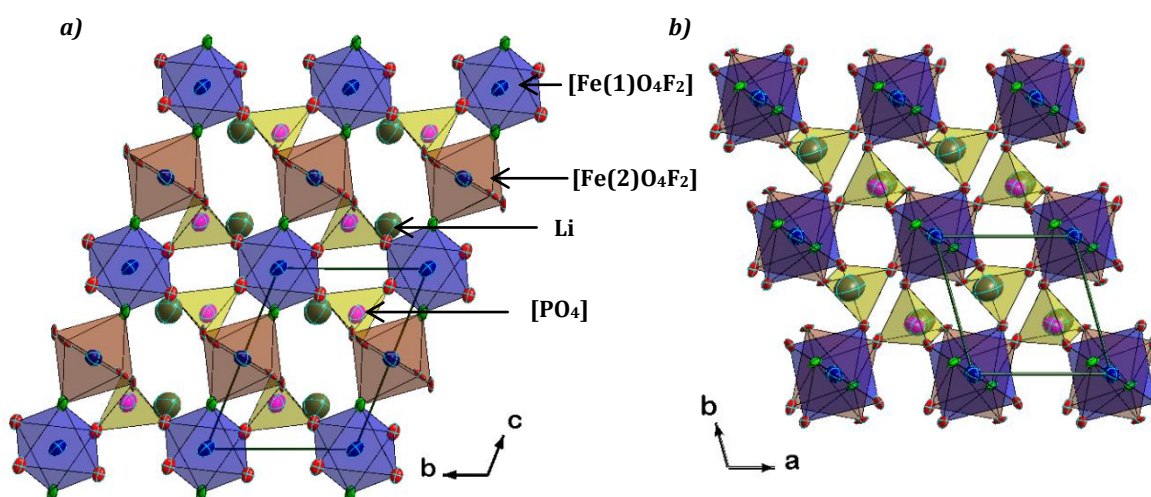 a)
b)
[Fe(1)O₄F₂]
[Fe(2)O₄F₂]
Li
[PO₄]
c
b
b
a